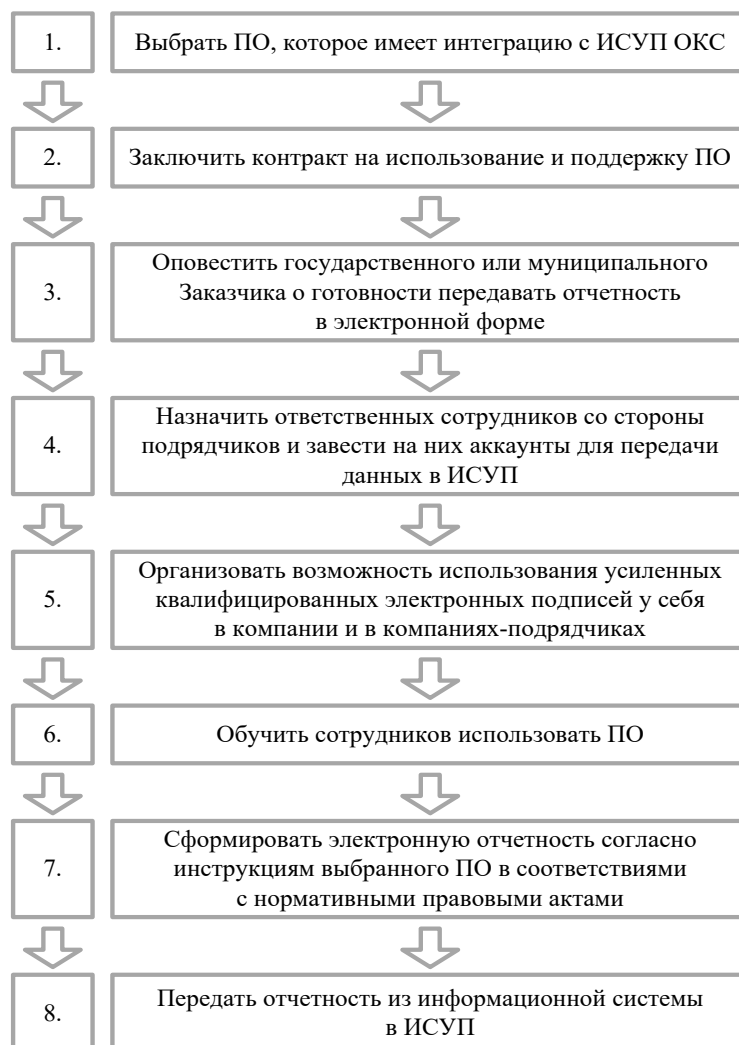 1.
Выбрать ПО, которое имеет интеграцию с ИСУП ОКС
2.
Заключить контракт на использование и поддержку ПО
3.
Оповестить государственного или муниципального
Заказчика о готовности передавать отчетность
в электронной форме
4.
Назначить ответственных сотрудников со стороны
подрядчиков и завести на них аккаунты для передачи
данных в ИСУП
5.
Организовать возможность использования усиленных
квалифицированных электронных подписей у себя
в компании и в компаниях-подрядчиках
6.
Обучить сотрудников использовать ПО
7.
Сформировать электронную отчетность согласно
инструкциям выбранного ПО в соответствиями
с нормативными правовыми актами
8.
Передать отчетность из информационной системы
в ИСУП